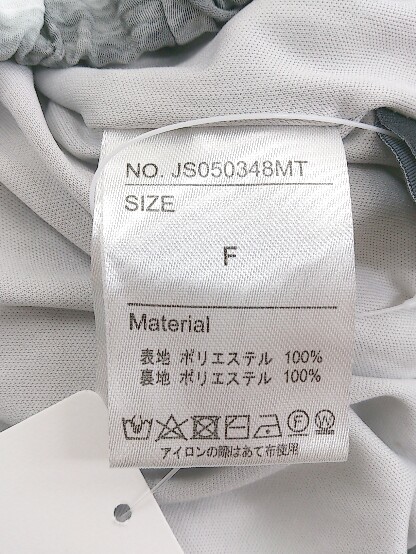 NO. JS050348MT
SIZE
F
Material
表地 ポリエステル 100%
裏地 ポリエステル 100%
F W
アイロンの際はあて布使用